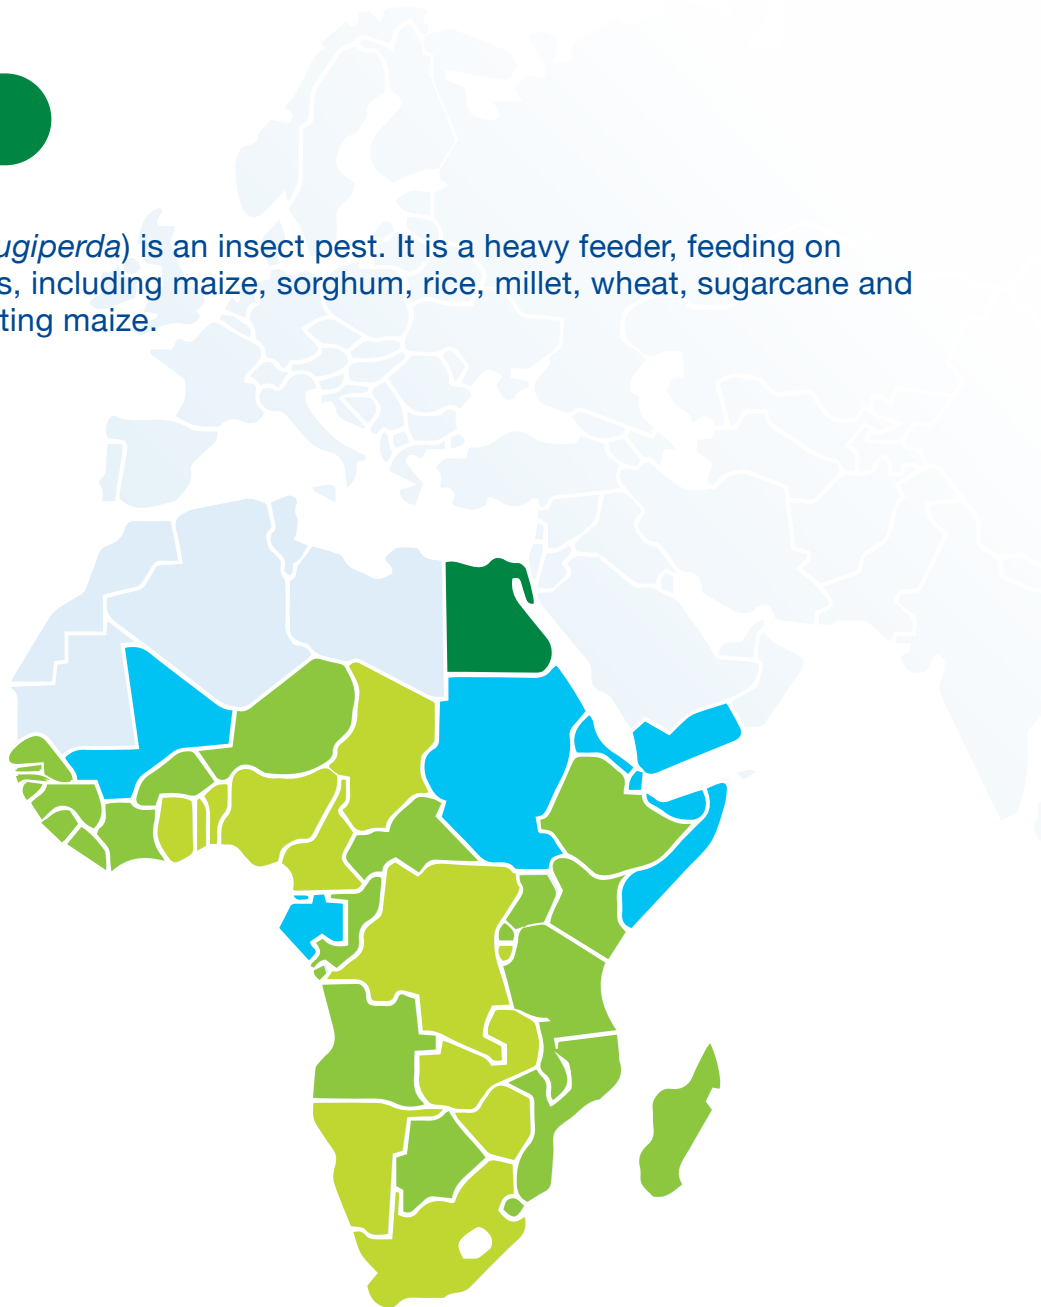 ugiperda) is an insect pest. It is a heavy feeder, feeding on
s, including maize, sorghum, rice, millet, wheat, sugarcane and
ting maize.